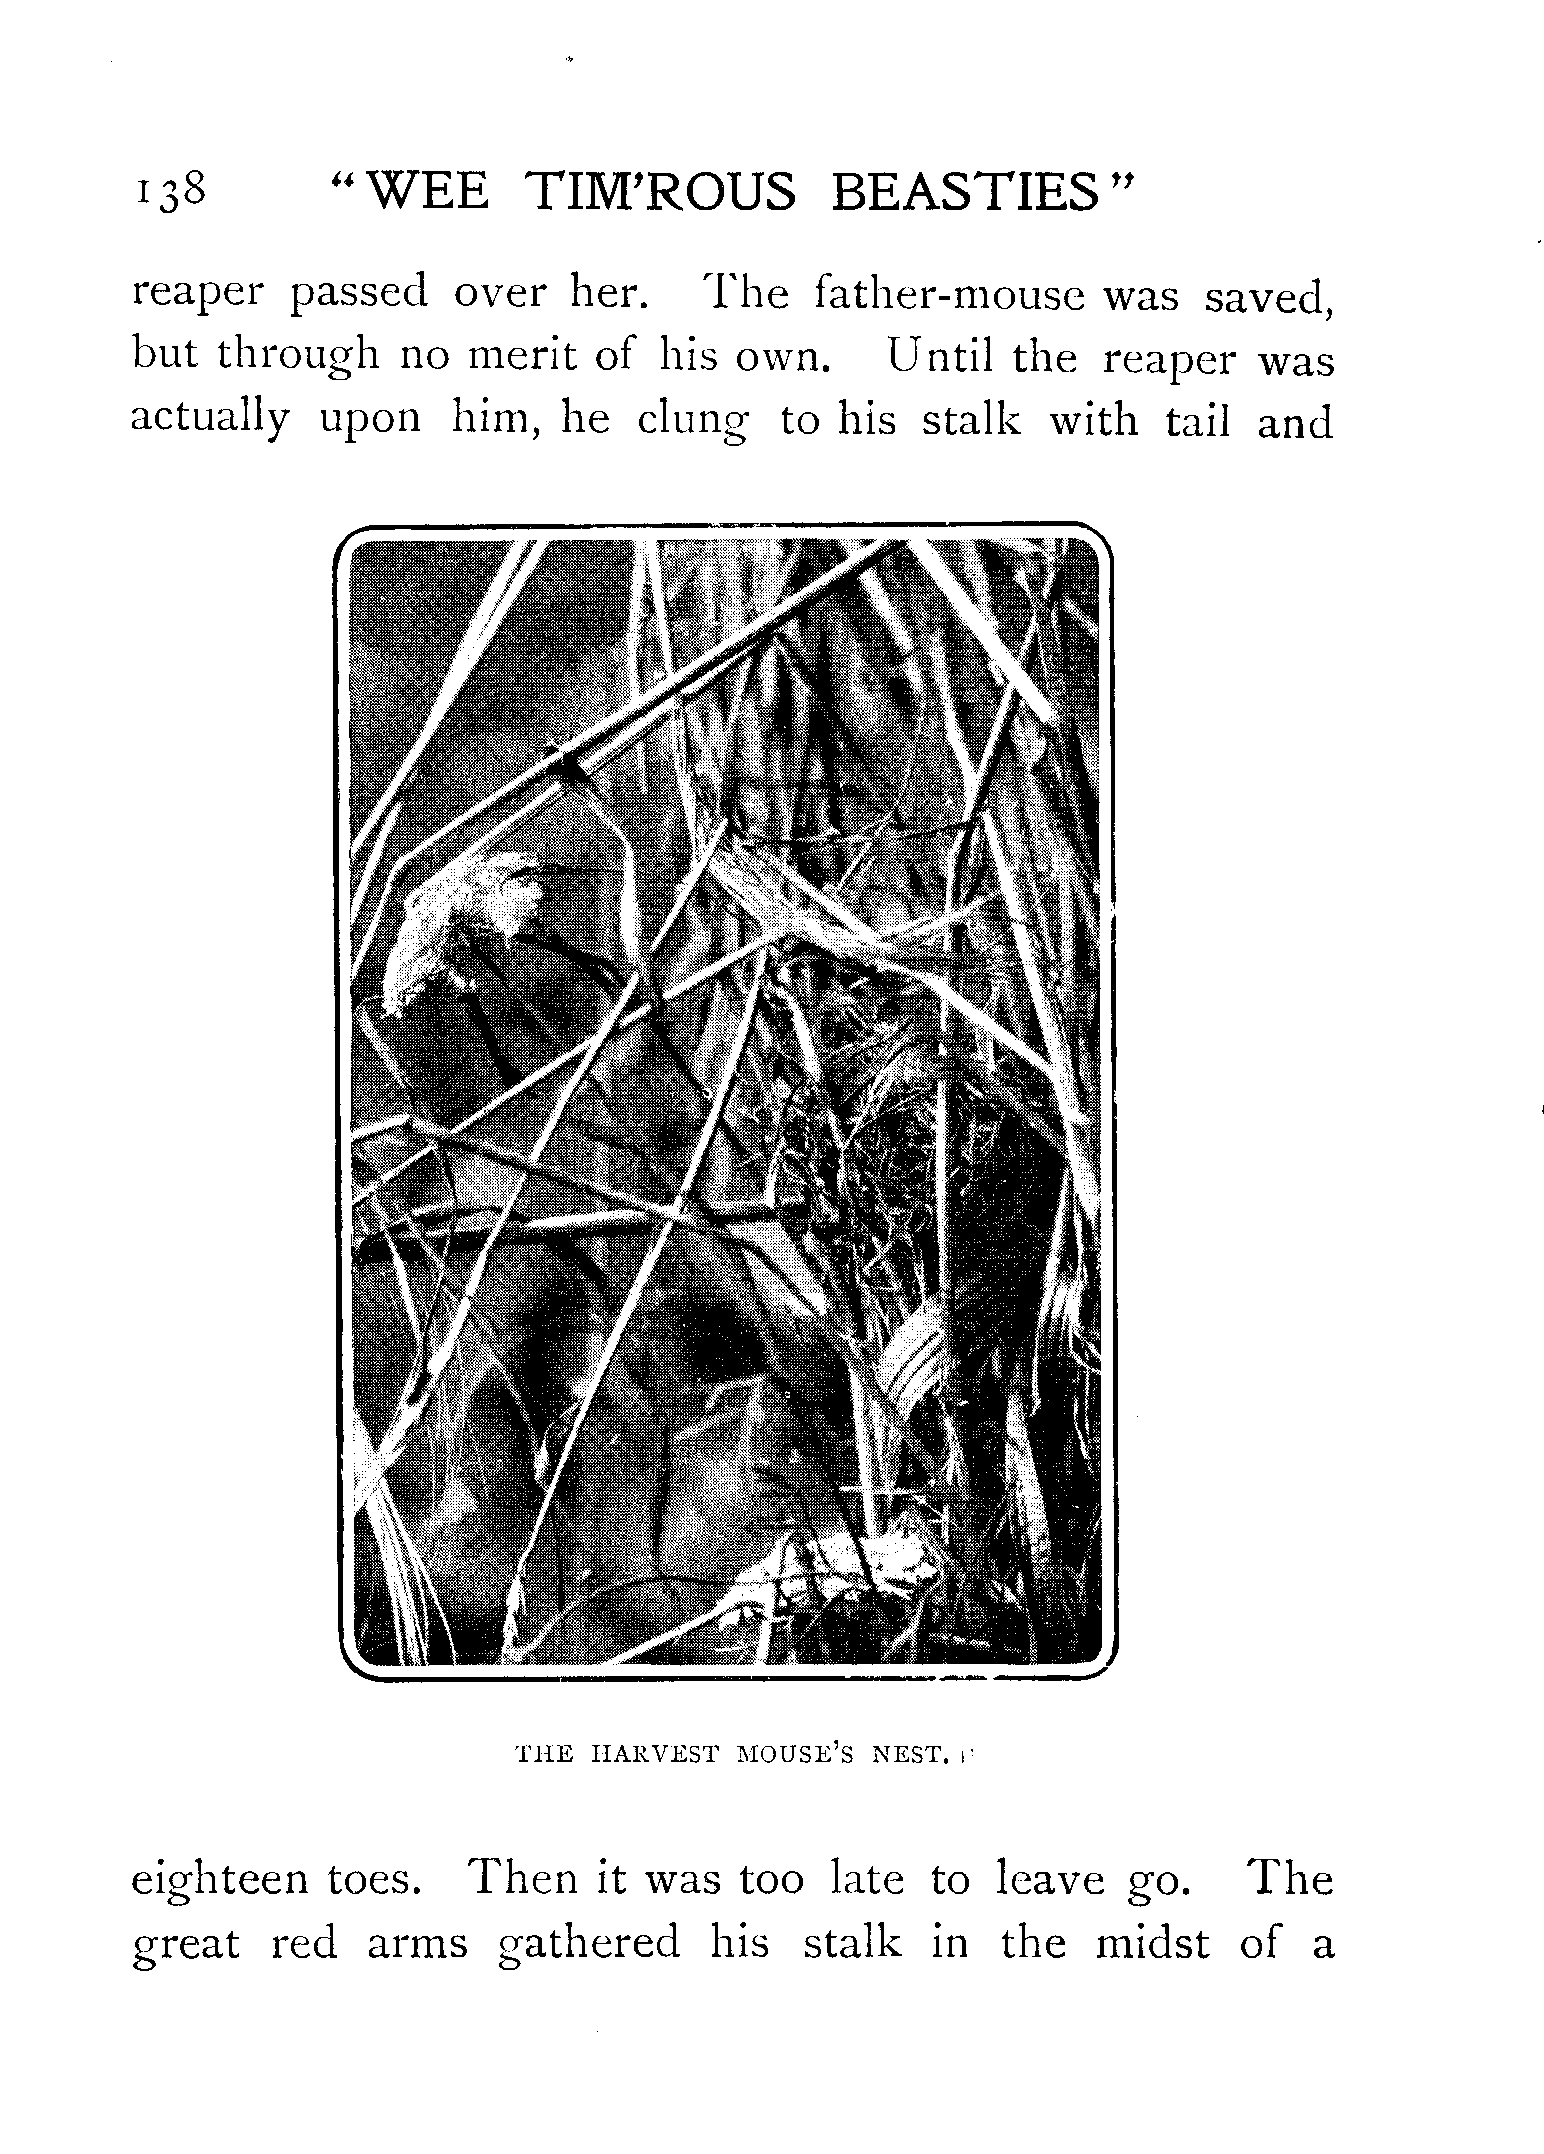 138 "WEE TIM'ROUS BEASTIES"
reaper passed over her. The father-mouse was saved,
but through no merit of his own. Until the reaper was
actually upon him, he clung to his stalk with tail and
THE HARVEST MOUSE'S NEST.
eighteen toes. Then it was too late to leave go. The
great red arms gathered his stalk in the midst of a